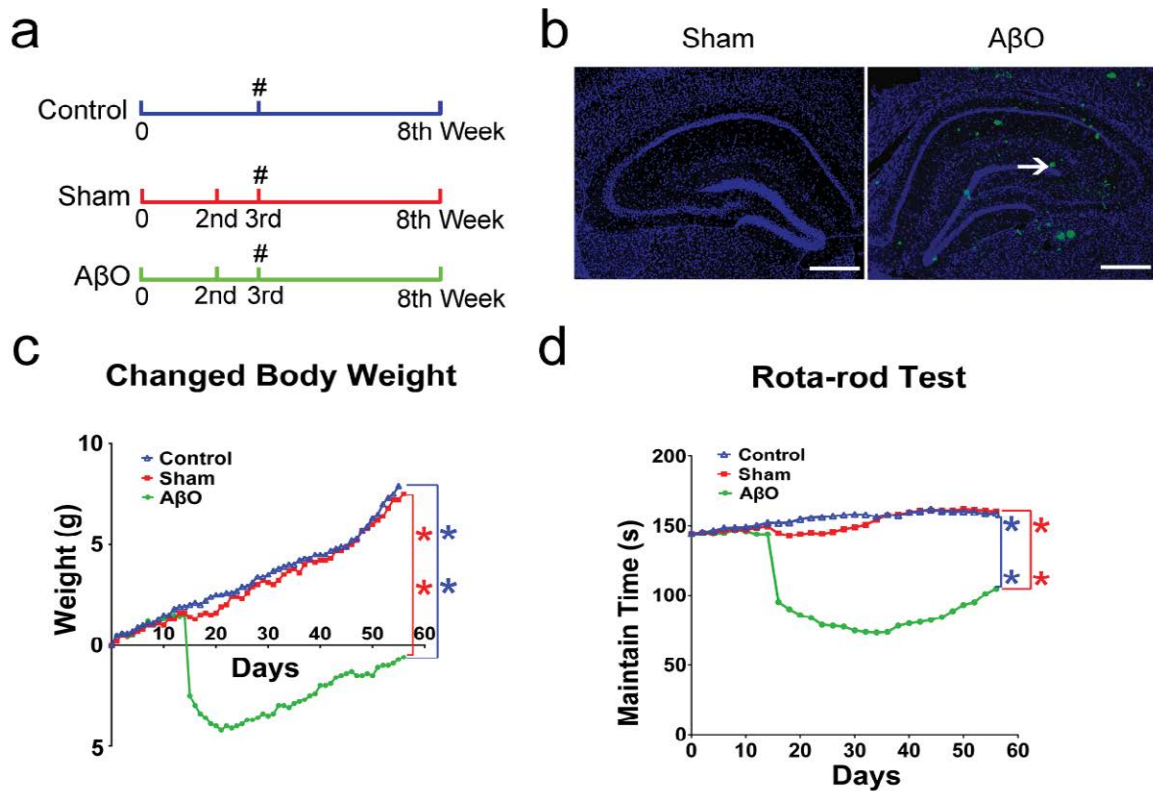 a
#
Control
0
8th Week
#
Sham
0
2nd
3rd
8th Week
#
AβO
0
2nd
3rd
8th Week
b
Sham
AβO
c
Changed Body Weight
10
5
0
5
Weight (g)
Control
Sham
AβO
10 20 30 40 50 60
Days
* *
* *
d
Rota-rod Test
200
150
100
50
0
Maintain Time (s)
Control
Sham
AβO
0 10 20 30 40 50 60
Days
* *
* *